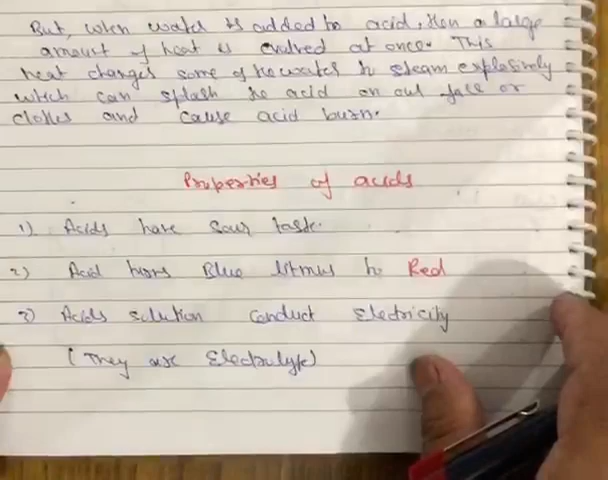 But, when water is added to acid, then a large
amount of heat is evolved at once. This
heat changes some of the water to steam explosively
which can splash the acid on our face or
clothes and cause acid burn.
Properties of acids
1) Acids have sour taste.
2) Acid turns Blue litmus to Red
3) Acids solution conduct Electricity
(They are Electrolyte)